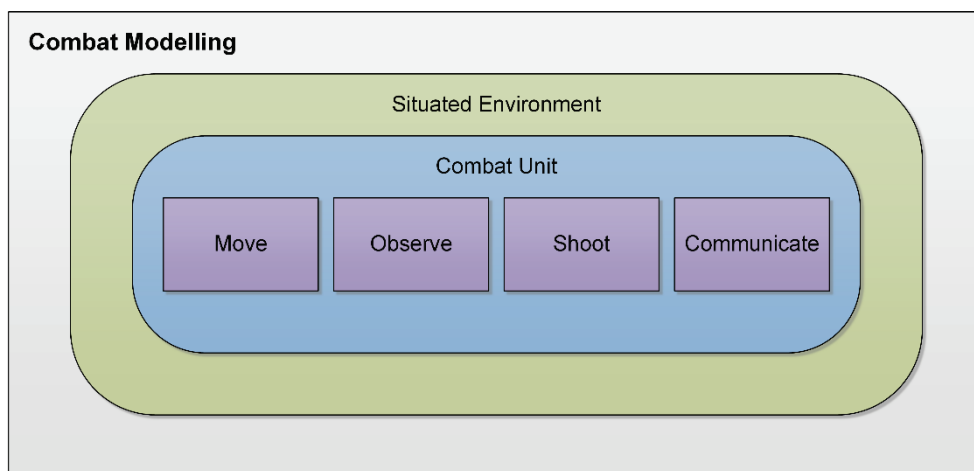 Combat Modelling
Situated Environment
Combat Unit
Move
Observe
Shoot
Communicate